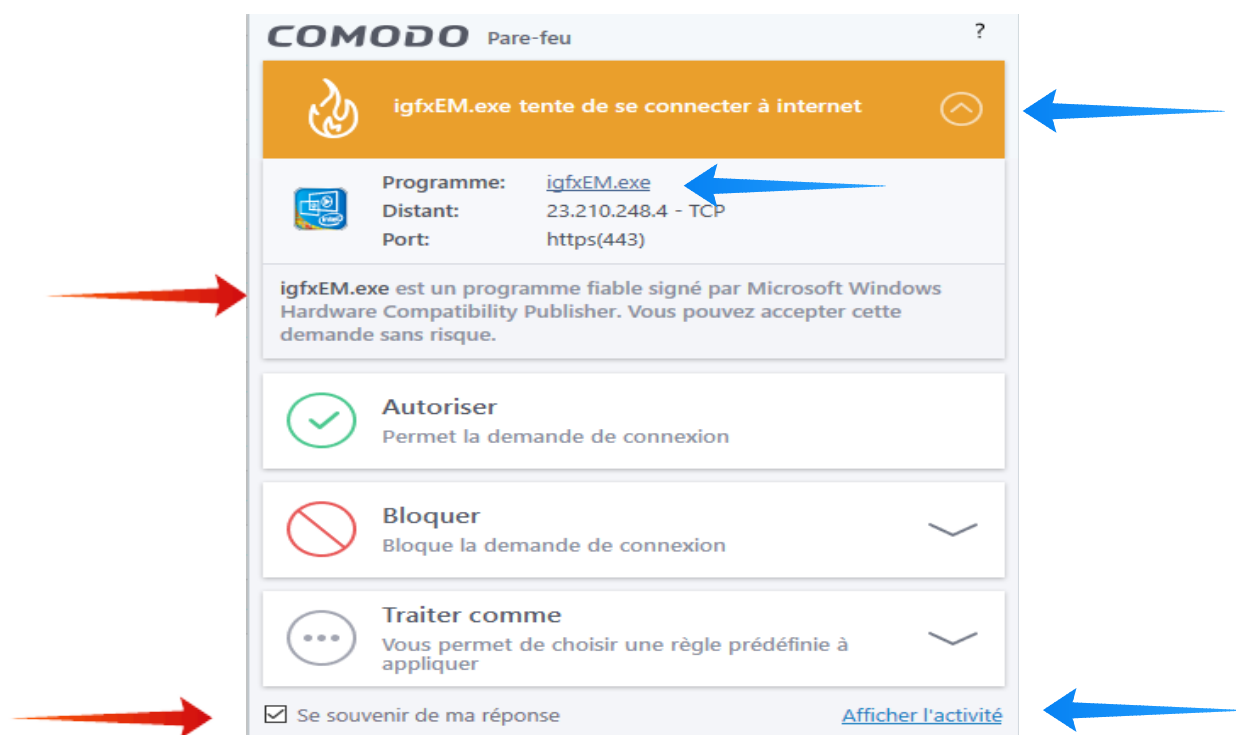 COMODO Pare-feu ?
igfxEM.exe tente de se connecter à internet
Programme: igfxEM.exe
Distant: 23.210.248.4 - TCP
Port: https(443)
igfxEM.exe est un programme fiable signé par Microsoft Windows
Hardware Compatibility Publisher. Vous pouvez accepter cette
demande sans risque.
Autoriser
Permet la demande de connexion
Bloquer
Bloque la demande de connexion
Traiter comme
Vous permet de choisir une règle prédéfinie à
appliquer
Se souvenir de ma réponse Afficher l'activité